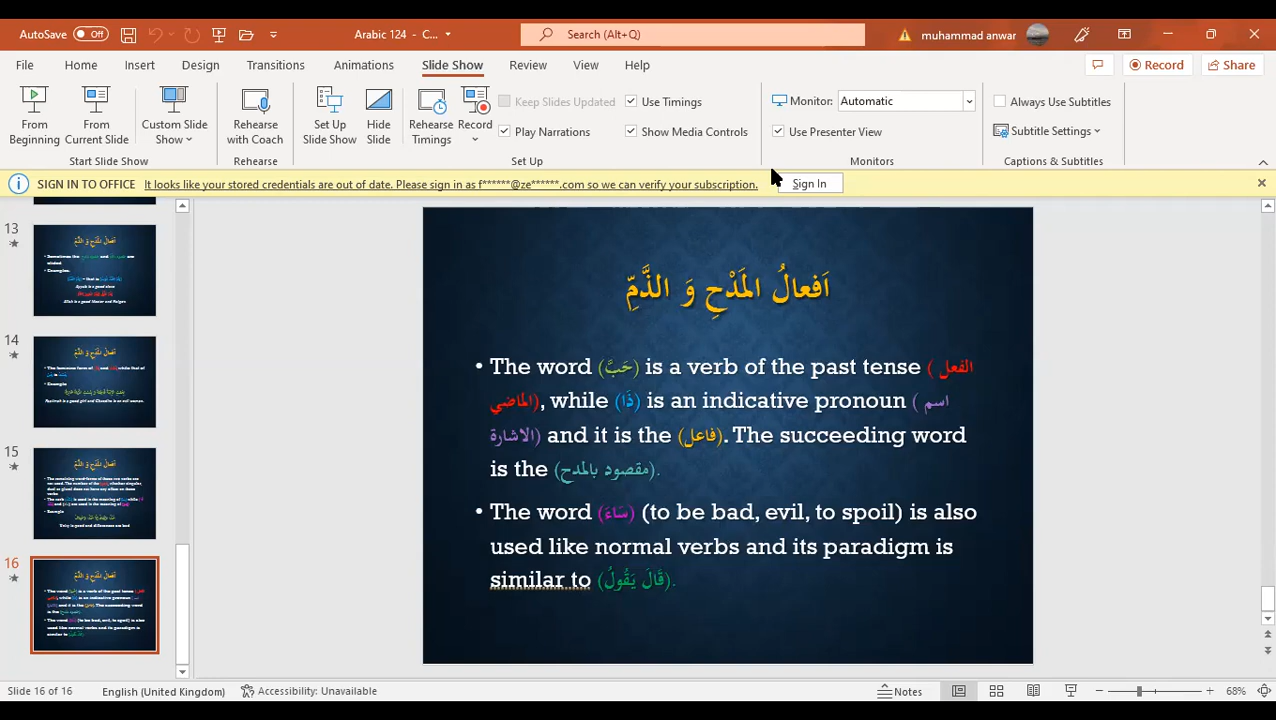 AutoSave Off Arabic 124 - C... Search (Alt+Q) muhammad anwar
File Home Insert Design Transitions Animations Slide Show Review View Help Record Share
From Beginning
From Current Slide
Custom Slide Show
Start Slide Show
Rehearse with Coach
Rehearse
Set Up Slide Show
Hide Slide
Rehearse Timings
Record
Keep Slides Updated
Play Narrations
Use Timings
Show Media Controls
Set Up
Monitor: Automatic
Use Presenter View
Monitors
Always Use Subtitles
Subtitle Settings
Captions & Subtitles
SIGN IN TO OFFICE It looks like your stored credentials are out of date. Please sign in as f******@ze******.com so we can verify your subscription. Sign In
13
14
15
16
اَفعالُ المَدْحِ وَ الذَّمِّ
• The word (حَبَّ) is a verb of the past tense (الفعل
الماضي), while (ذَا) is an indicative pronoun (اسم
الاشارة) and it is the (فاعل). The succeeding word
is the (مقصود بالمدح).
• The word (سَاءَ) (to be bad, evil, to spoil) is also
used like normal verbs and its paradigm is
similar to (قَالَ يَقُولُ).
Slide 16 of 16 English (United Kingdom) Accessibility: Unavailable Notes 68%